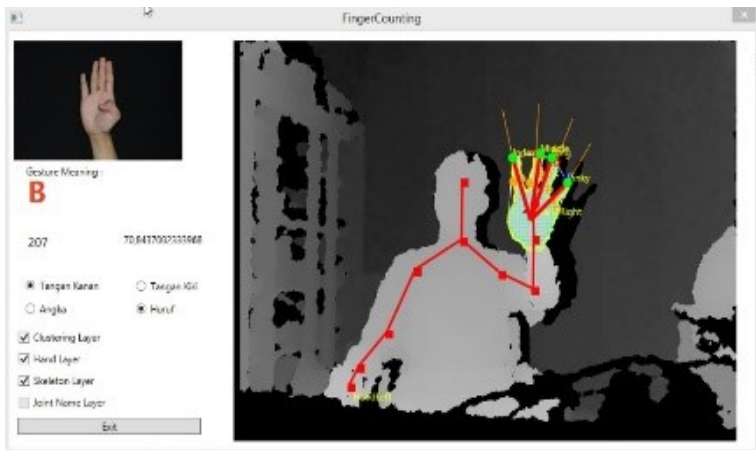 FingerCounting
Gesture Meaning :
B
207 70,8437002333968
Tangan Kanan Tangan Kiri
Angka Huruf
Clustering Layer
Hand Layer
Skeleton Layer
Joint Name Layer
Exit
Index Middle
Pinky